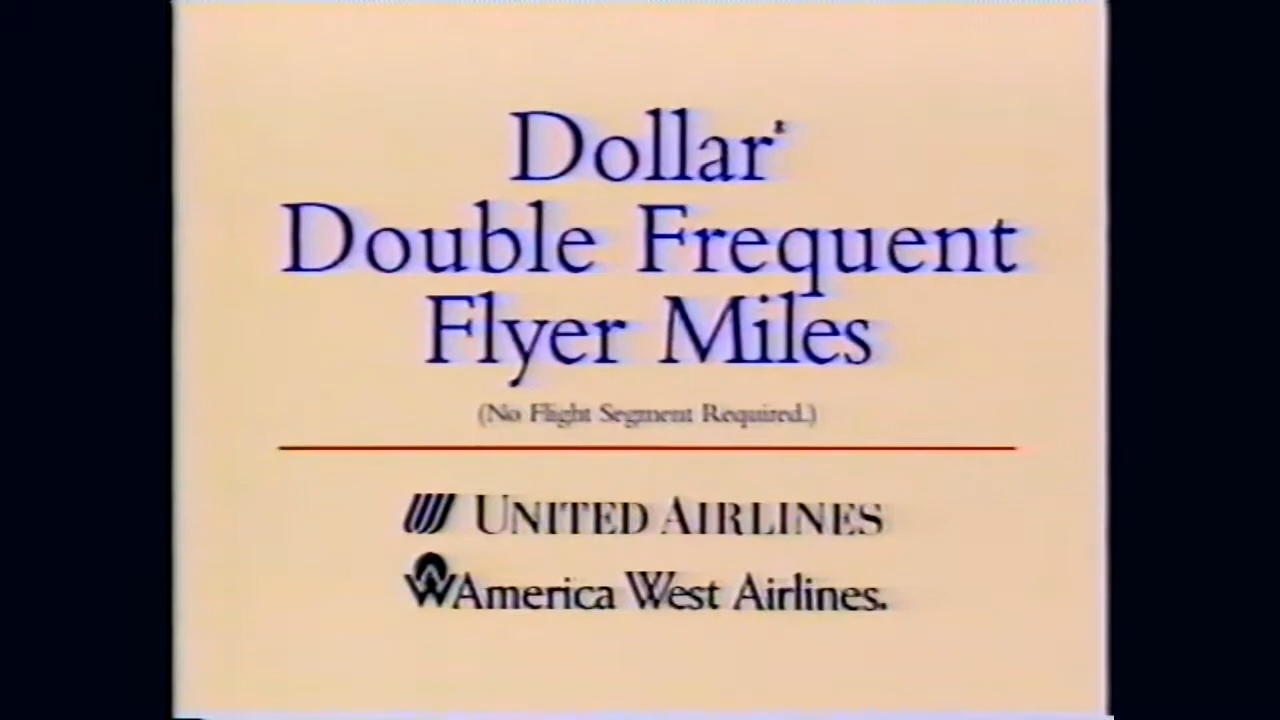 Dollar®
Double Frequent
Flyer Miles
(No Flight Segment Required.)
UNITED AIRLINES
America West Airlines.